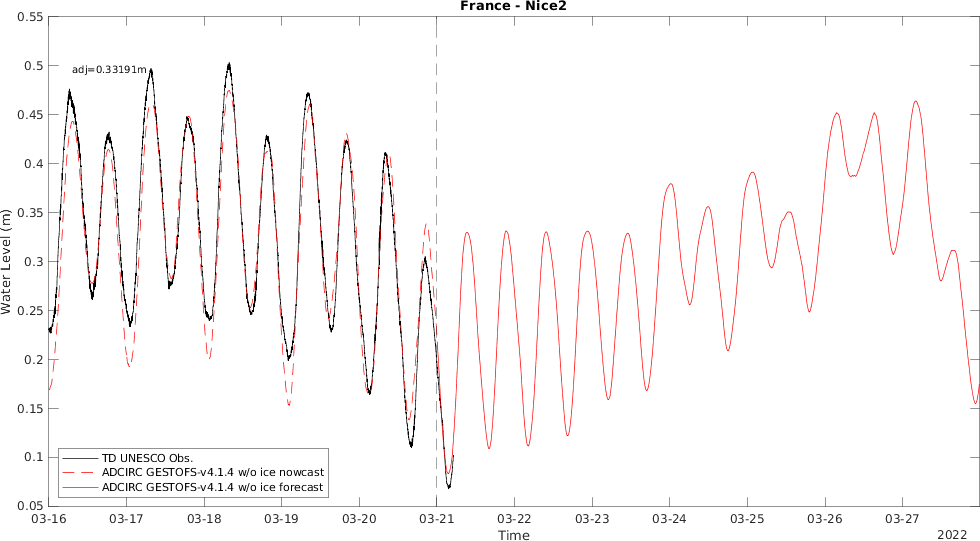 France - Nice2
0.55
0.5
0.45
0.4
0.35
0.3
0.25
0.2
0.15
0.1
0.05
Water Level (m)
adj=0.33191m
TD UNESCO Obs.
ADCIRC GESTOFS-v4.1.4 w/o ice nowcast
ADCIRC GESTOFS-v4.1.4 w/o ice forecast
03-16 03-17 03-18 03-19 03-20 03-21 03-22 03-23 03-24 03-25 03-26 03-27
Time
2022